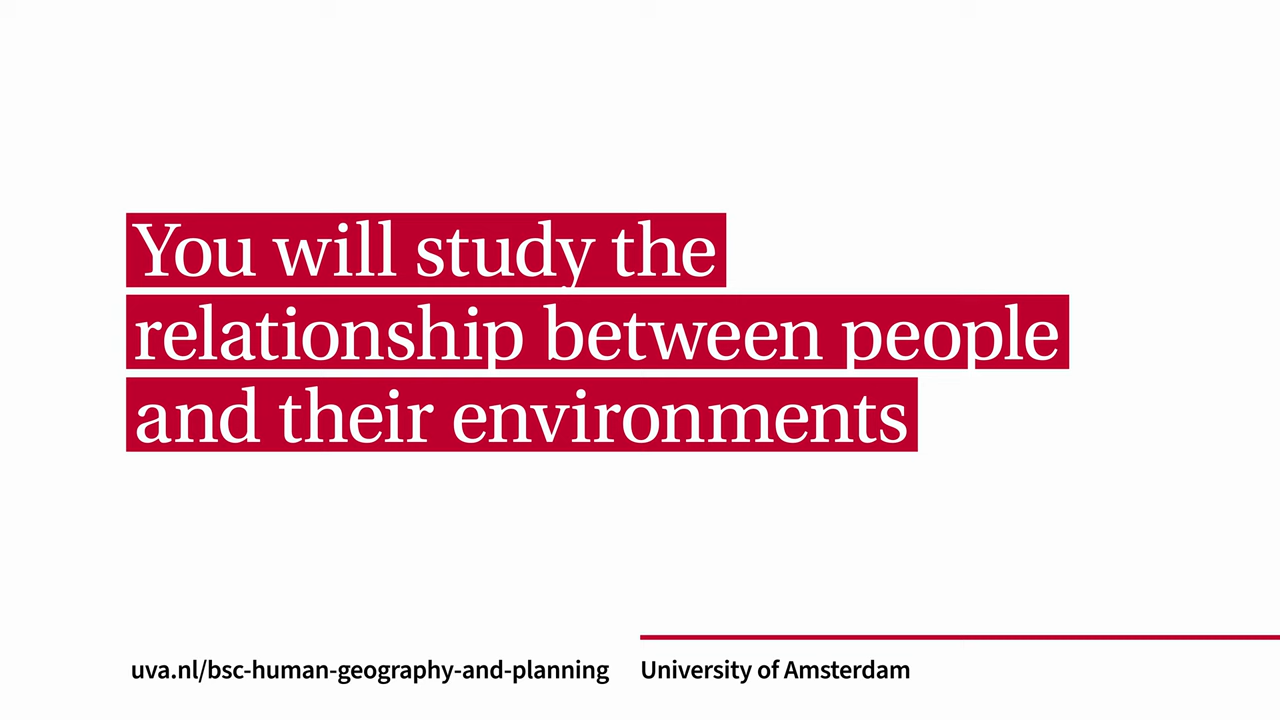 You will study the
relationship between people
and their environments
uva.nl/bsc-human-geography-and-planning
University of Amsterdam